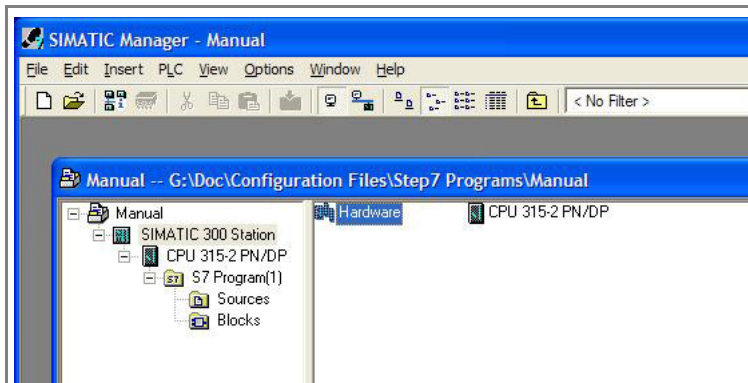 SIMATIC Manager - Manual
File Edit Insert PLC View Options Window Help
< No Filter >
Manual -- G:\Doc\Configuration Files\Step7 Programs\Manual
Manual
SIMATIC 300 Station
CPU 315-2 PN/DP
S7 Program(1)
Sources
Blocks
Hardware
CPU 315-2 PN/DP